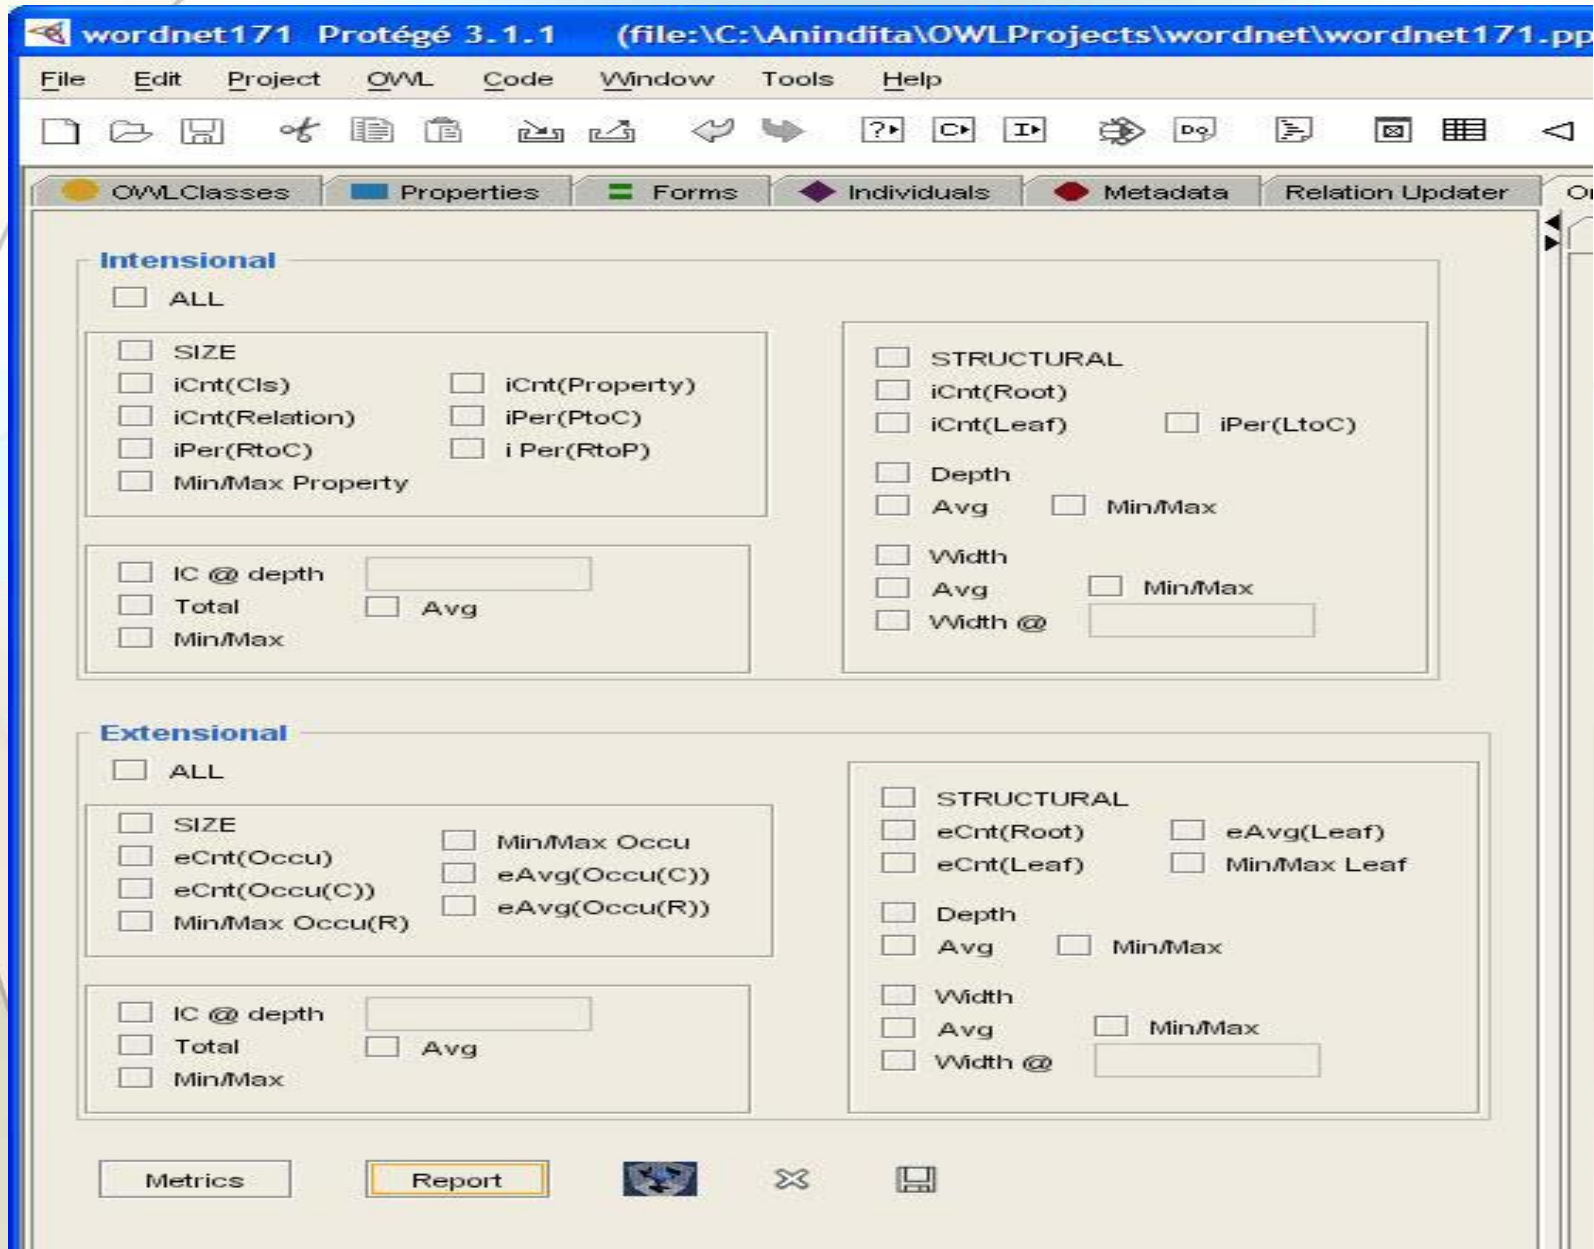 wordnet171 Protégé 3.1.1 (file:\C:\Anindita\OWLProjects\wordnet\wordnet171.pp
File Edit Project OWL Code Window Tools Help
OWLClasses Properties Forms Individuals Metadata Relation Updater
Intensional
ALL
SIZE
iCnt(Cls) iCnt(Property)
iCnt(Relation) iPer(PtoC)
iPer(RtoC) i Per(RtoP)
Min/Max Property
IC @ depth
Total Avg
Min/Max
STRUCTURAL
iCnt(Root)
iCnt(Leaf) iPer(LtoC)
Depth
Avg Min/Max
Width
Avg Min/Max
Width @
Extensional
ALL
SIZE
eCnt(Occu) Min/Max Occu
eCnt(Occu(C)) eAvg(Occu(C))
Min/Max Occu(R) eAvg(Occu(R))
IC @ depth
Total Avg
Min/Max
STRUCTURAL
eCnt(Root) eAvg(Leaf)
eCnt(Leaf) Min/Max Leaf
Depth
Avg Min/Max
Width
Avg Min/Max
Width @
Metrics Report